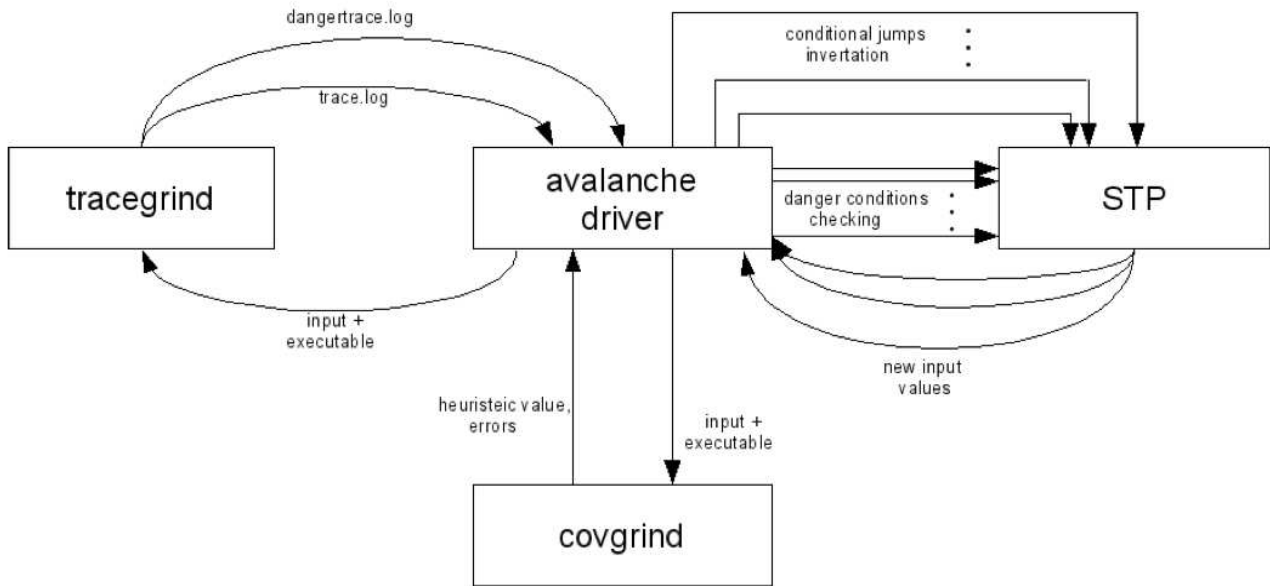 dangertrace.log
conditional jumps
invertation
trace.log
tracegrind
avalanche
driver
STP
danger conditions
checking
input +
executable
new input
values
heuristeic value,
errors
input +
executable
covgrind